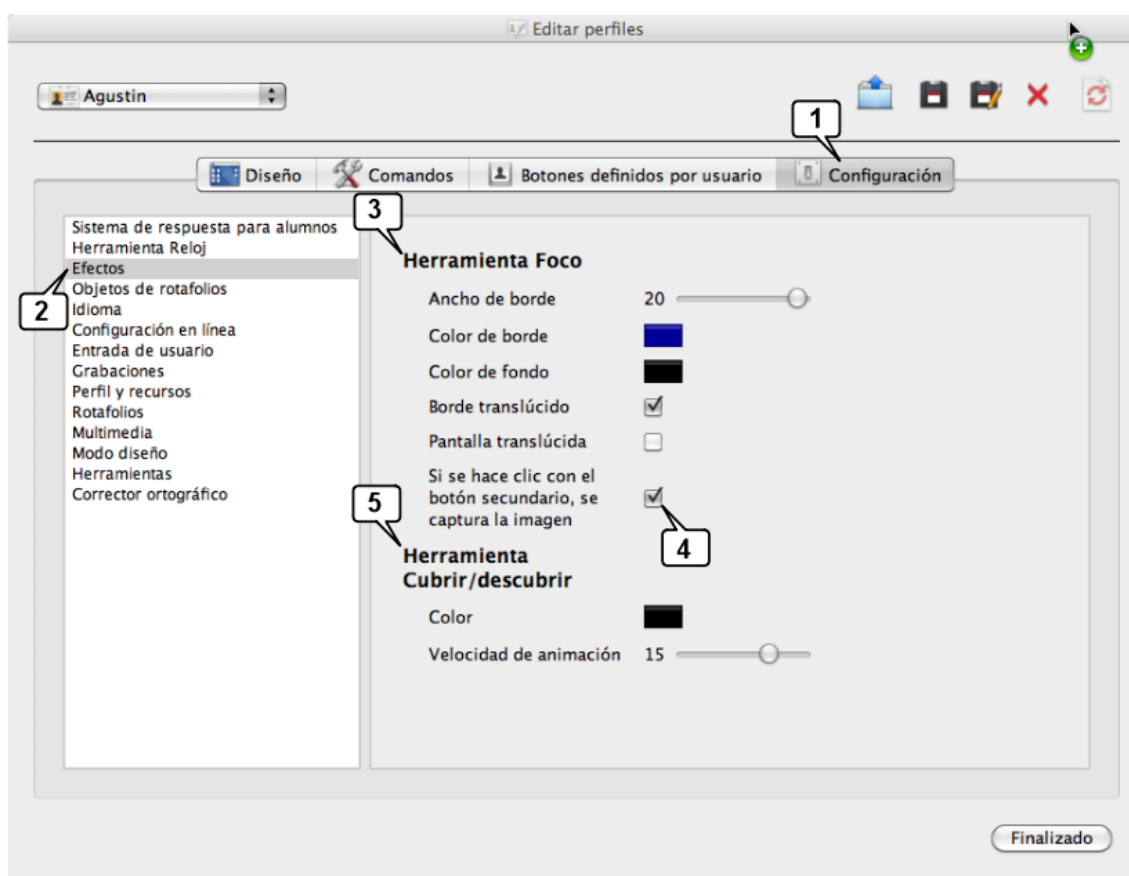 Editar perfiles
Agustin
1
Diseño
Comandos
Botones definidos por usuario
Configuración
Sistema de respuesta para alumnos
Herramienta Reloj
Efectos
Objetos de rotafolios
Idioma
Configuración en línea
Entrada de usuario
Grabaciones
Perfil y recursos
Rotafolios
Multimedia
Modo diseño
Herramientas
Corrector ortográfico
2
3
Herramienta Foco
Ancho de borde 20
Color de borde
Color de fondo
Borde translúcido
Pantalla translúcida
Si se hace clic con el
botón secundario, se
captura la imagen
4
5
Herramienta
Cubrir/descubrir
Color
Velocidad de animación 15
Finalizado